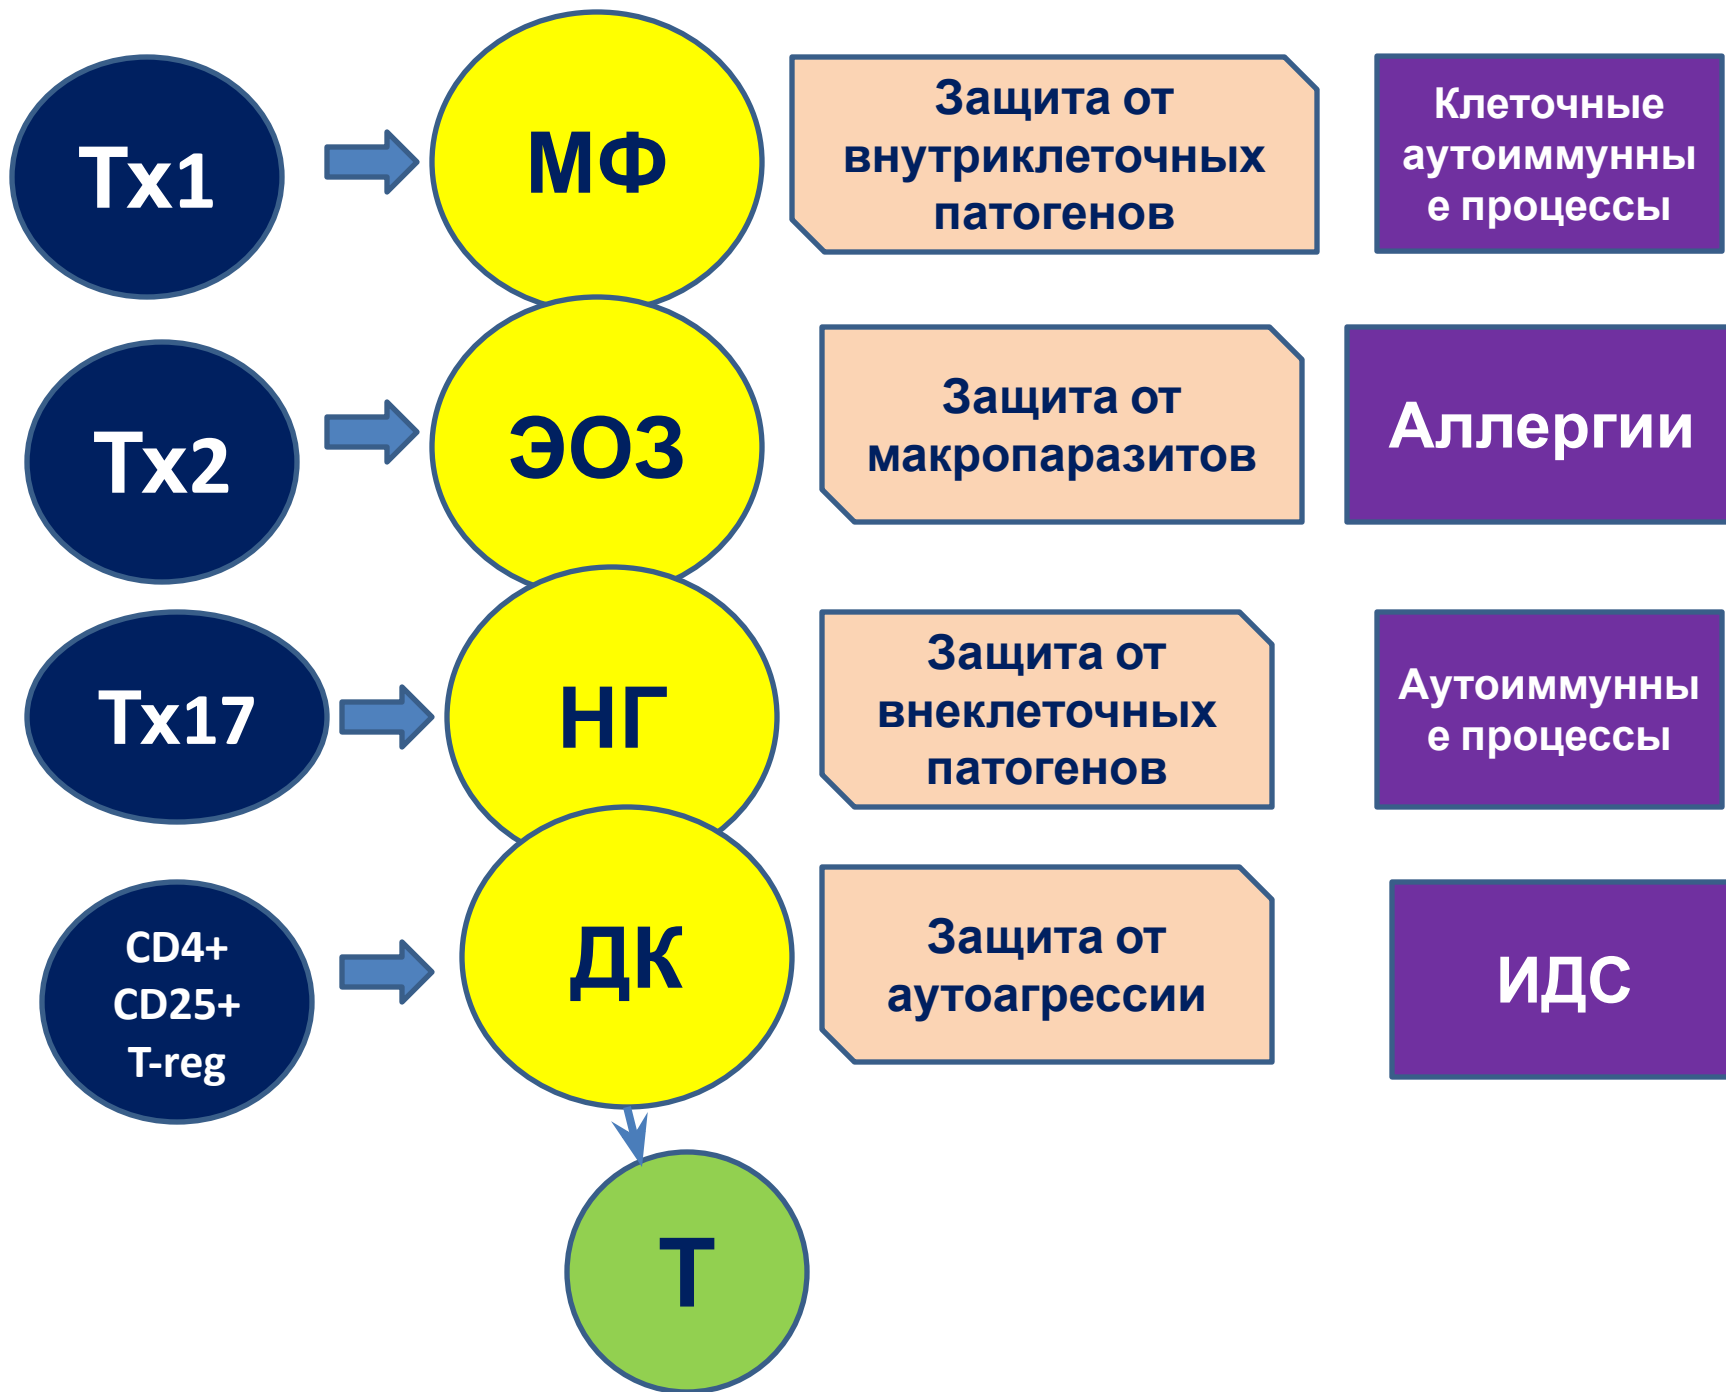 Тх1
МФ
Защита от
внутриклеточных
патогенов
Клеточные
аутоиммунны
е процессы
Тх2
ЭОЗ
Защита от
макропаразитов
Аллергии
Тх17
НГ
Защита от
внеклеточных
патогенов
Аутоиммунны
е процессы
CD4+
CD25+
T-reg
ДК
Защита от
аутоагрессии
ИДС
Т